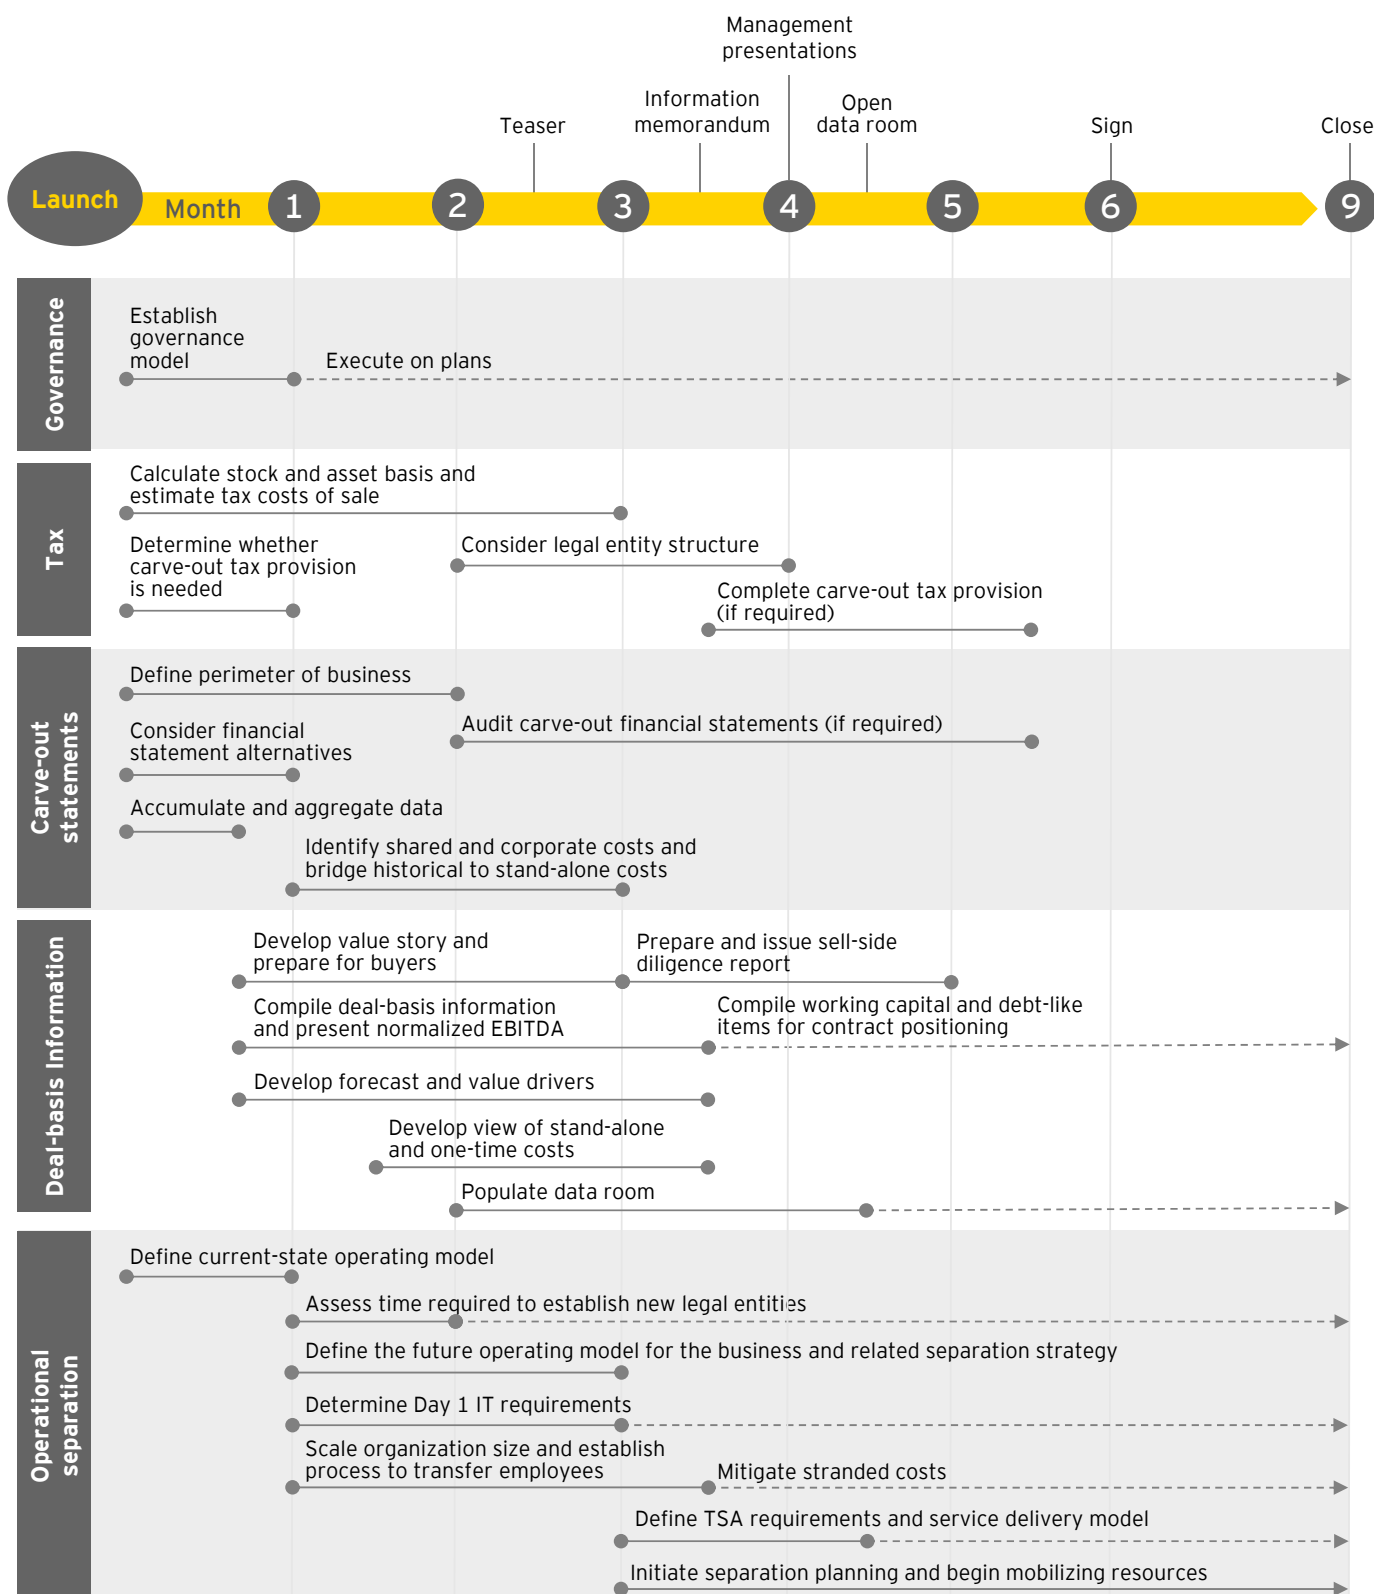 Management
presentations
Information
memorandum
Open
data room
Teaser
Sign
Close
Launch
Month
1
2
3
4
5
6
9
Governance
Establish
governance
model
Execute on plans
Tax
Calculate stock and asset basis and
estimate tax costs of sale
Determine whether
carve-out tax provision
is needed
Consider legal entity structure
Complete carve-out tax provision
(if required)
Carve-out
statements
Define perimeter of business
Consider financial
statement alternatives
Audit carve-out financial statements (if required)
Accumulate and aggregate data
Identify shared and corporate costs and
bridge historical to stand-alone costs
Deal-basis Information
Develop value story and
prepare for buyers
Prepare and issue sell-side
diligence report
Compile deal-basis information
and present normalized EBITDA
Compile working capital and debt-like
items for contract positioning
Develop forecast and value drivers
Develop view of stand-alone
and one-time costs
Populate data room
Operational
separation
Define current-state operating model
Assess time required to establish new legal entities
Define the future operating model for the business and related separation strategy
Determine Day 1 IT requirements
Scale organization size and establish
process to transfer employees
Mitigate stranded costs
Define TSA requirements and service delivery model
Initiate separation planning and begin mobilizing resources